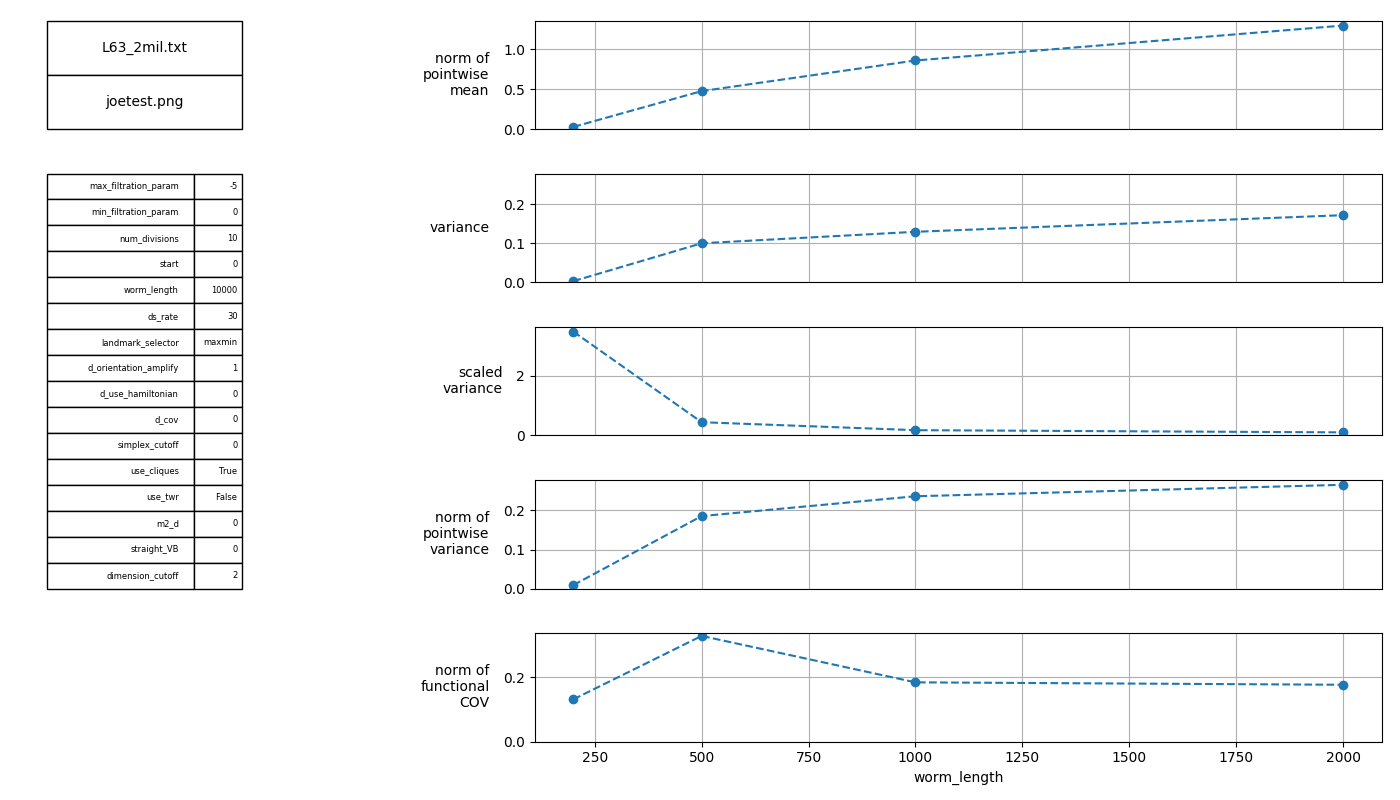 L63_2mil.txt
joetest.png
max_filtration_param -5
min_filtration_param 0
num_divisions 10
start 0
worm_length 10000
ds_rate 30
landmark_selector maxmin
d_orientation_amplify 1
d_use_hamiltonian 0
d_cov 0
simplex_cutoff 0
use_cliques True
use_twr False
m2_d 0
straight_VB 0
dimension_cutoff 2
norm of
pointwise
mean
1.0
0.5
0.0
variance
0.2
0.1
0.0
scaled
variance
2
0
norm of
pointwise
variance
0.2
0.1
0.0
norm of
functional
COV
0.2
0.0
250 500 750 1000 1250 1500 1750 2000
worm_length